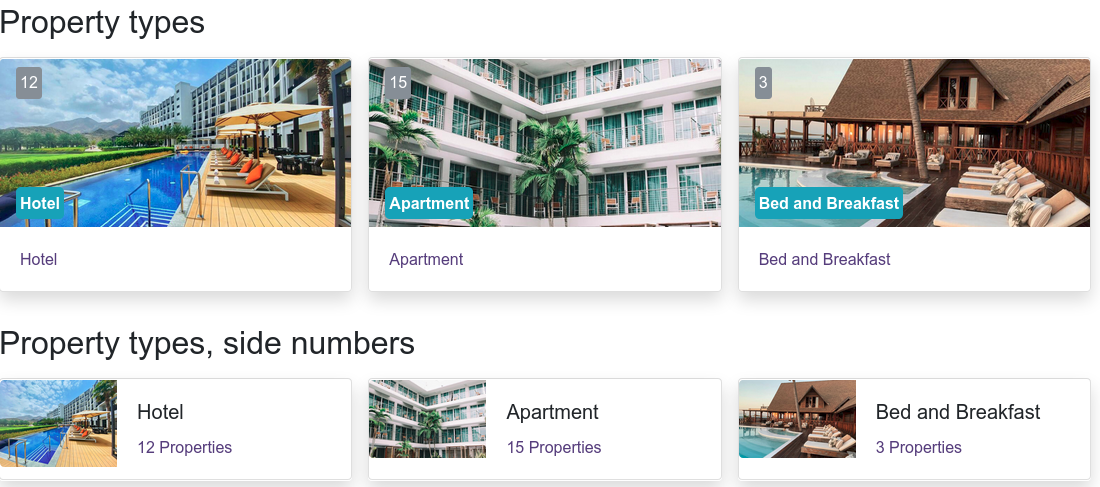 Property types
12
Hotel
Hotel
15
Apartment
Apartment
3
Bed and Breakfast
Bed and Breakfast
Property types, side numbers
Hotel
12 Properties
Apartment
15 Properties
Bed and Breakfast
3 Properties